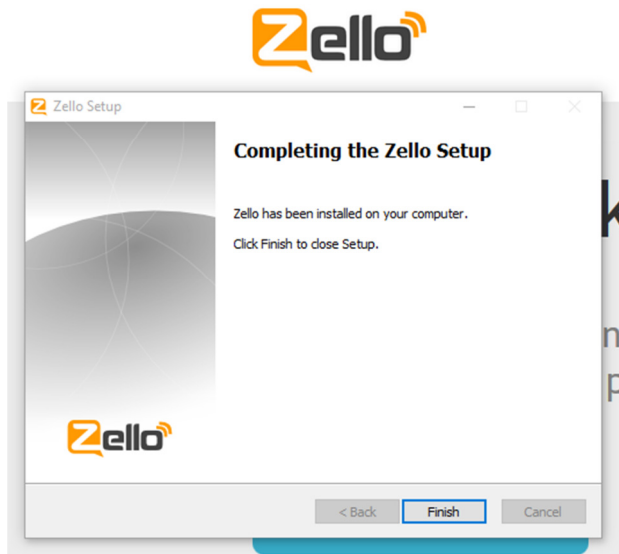 Zello
Zello Setup
Completing the Zello Setup
Zello has been installed on your computer.
Click Finish to close Setup.
Zello
< Back
Finish
Cancel